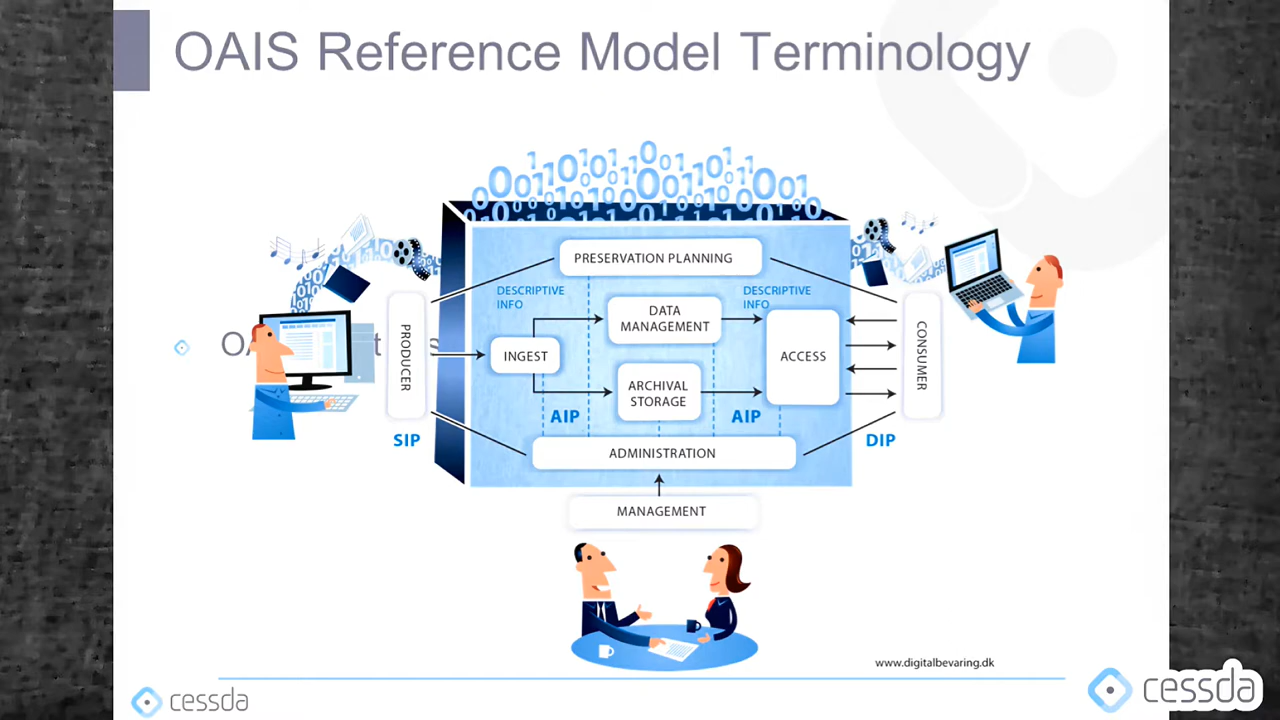 OAIS Reference Model Terminology
PRESERVATION PLANNING
DESCRIPTIVE
INFO
DESCRIPTIVE
INFO
DATA
MANAGEMENT
PRODUCER
INGEST
ACCESS
CONSUMER
ARCHIVAL
STORAGE
AIP
AIP
SIP
DIP
ADMINISTRATION
MANAGEMENT
www.digitalbevaring.dk
cessda
cessda